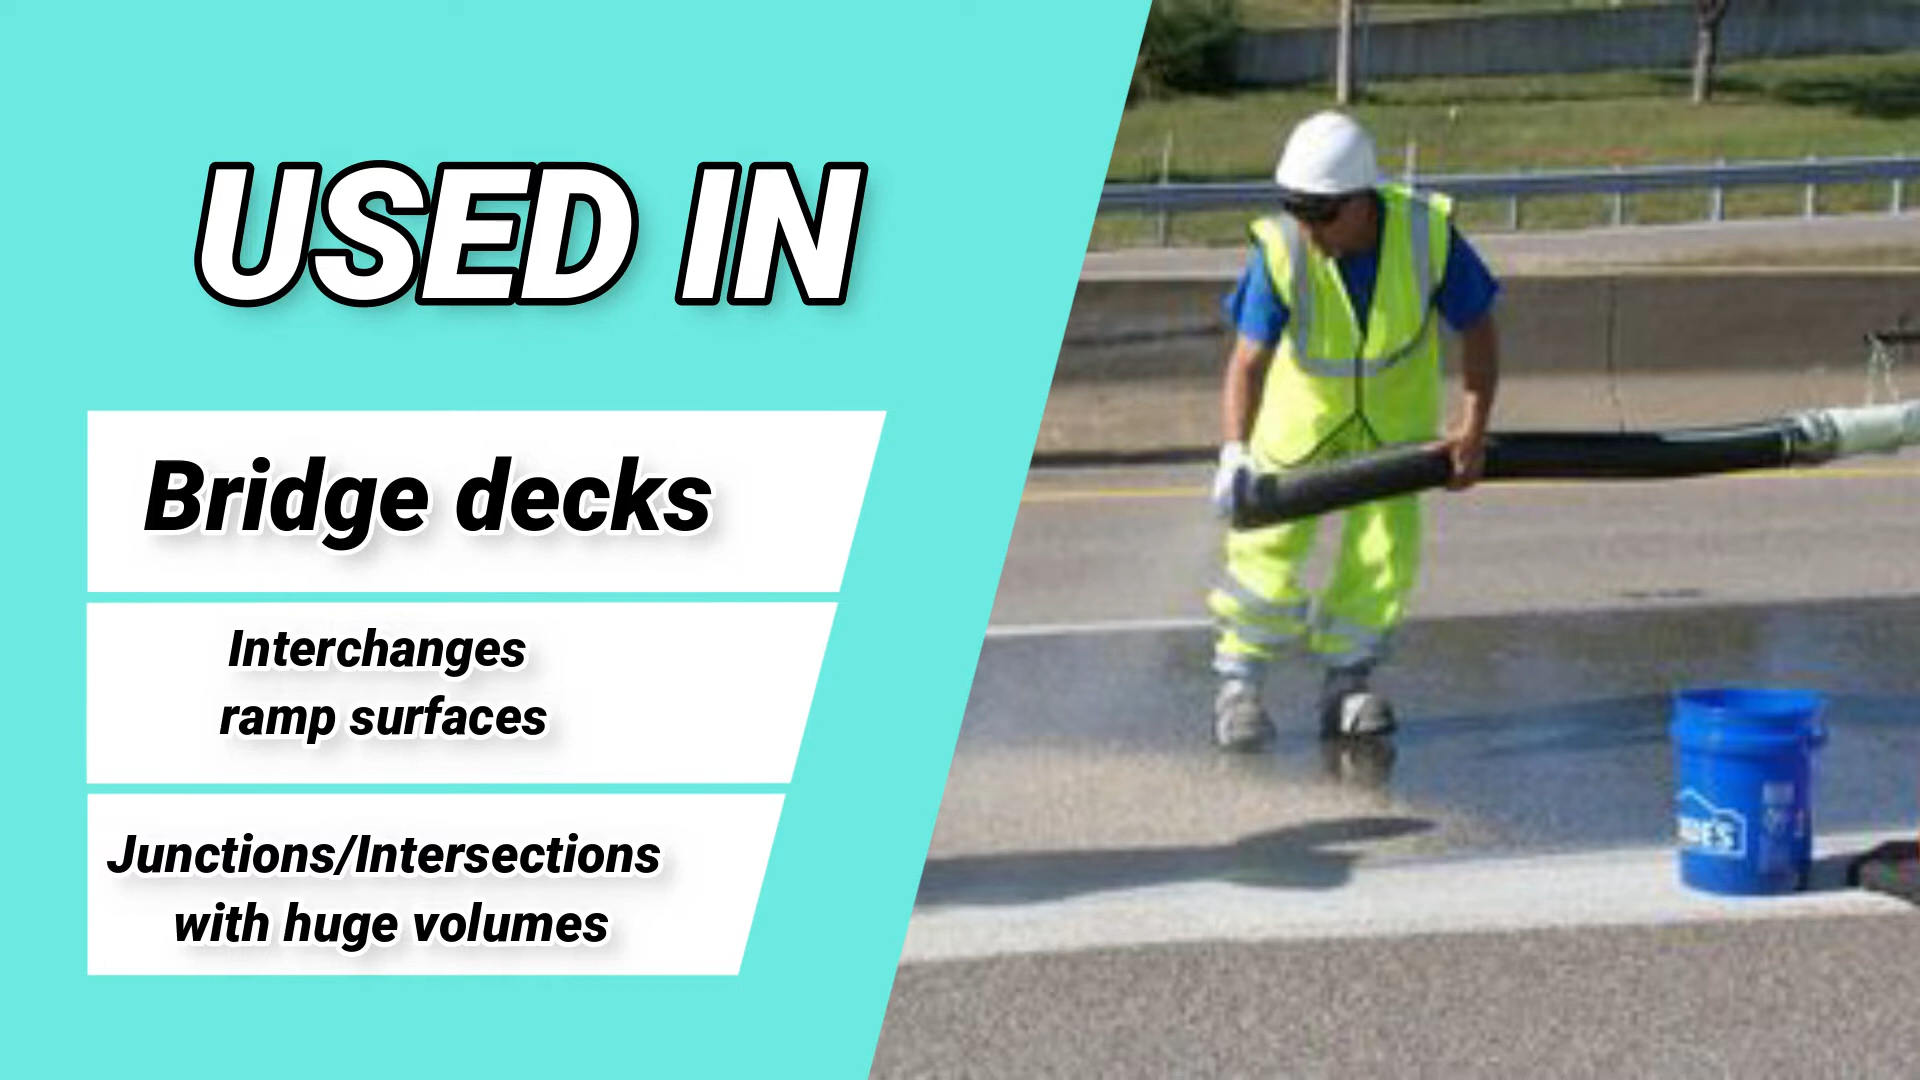 USED IN
Bridge decks
Interchanges
ramp surfaces
Junctions/Intersections
with huge volumes